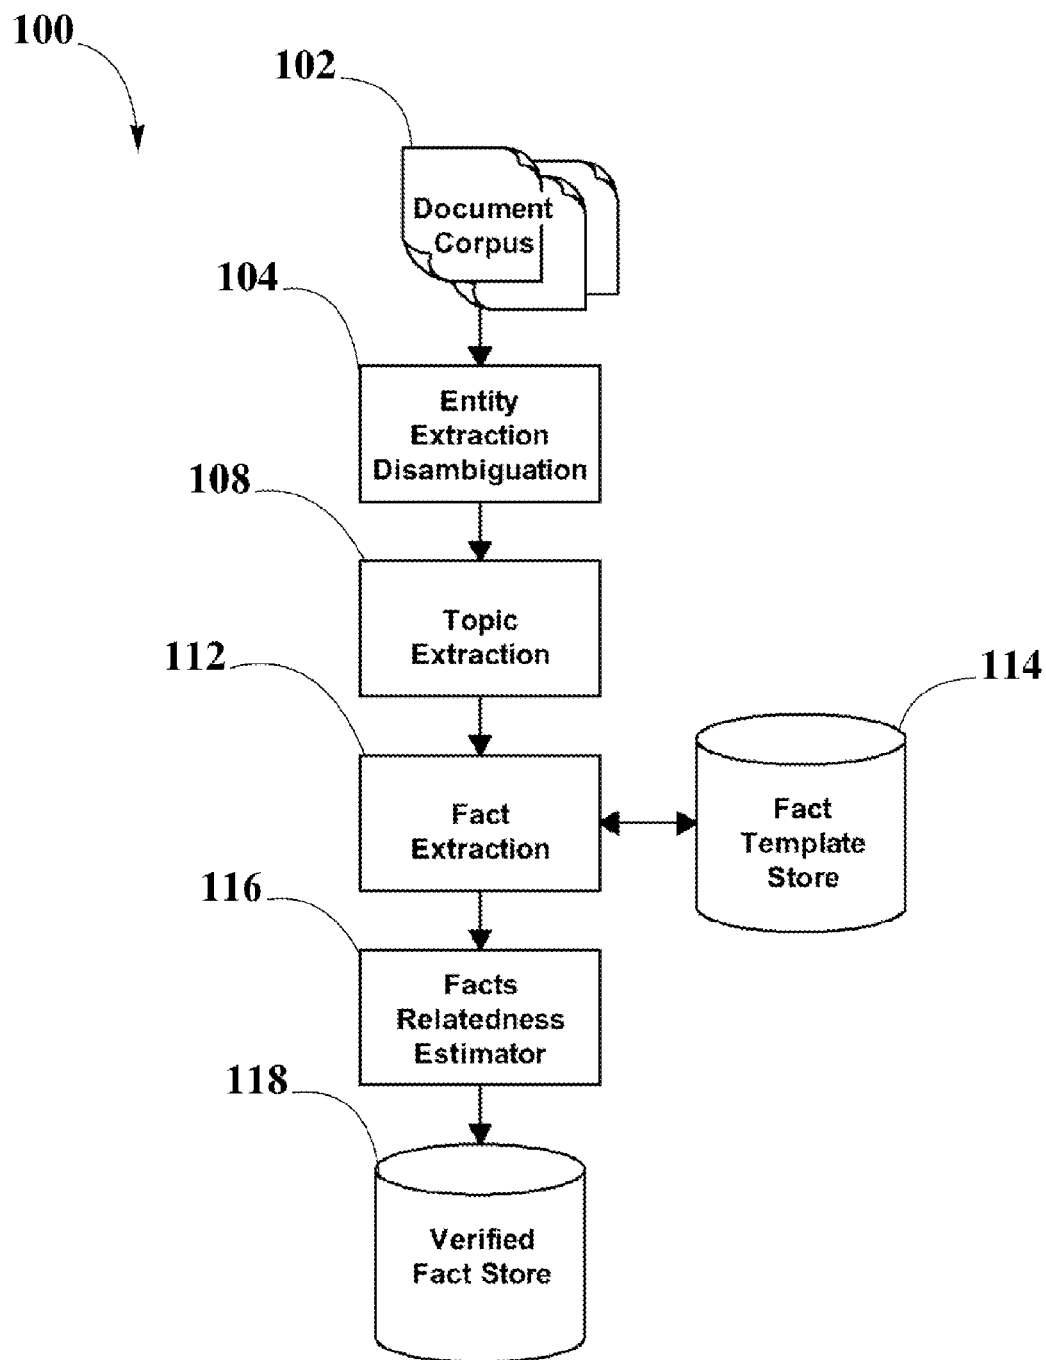 100
102
Document
Corpus
104
Entity
Extraction
Disambiguation
108
Topic
Extraction
112
114
Fact
Extraction
Fact
Template
Store
116
Facts
Relatedness
Estimator
118
Verified
Fact Store